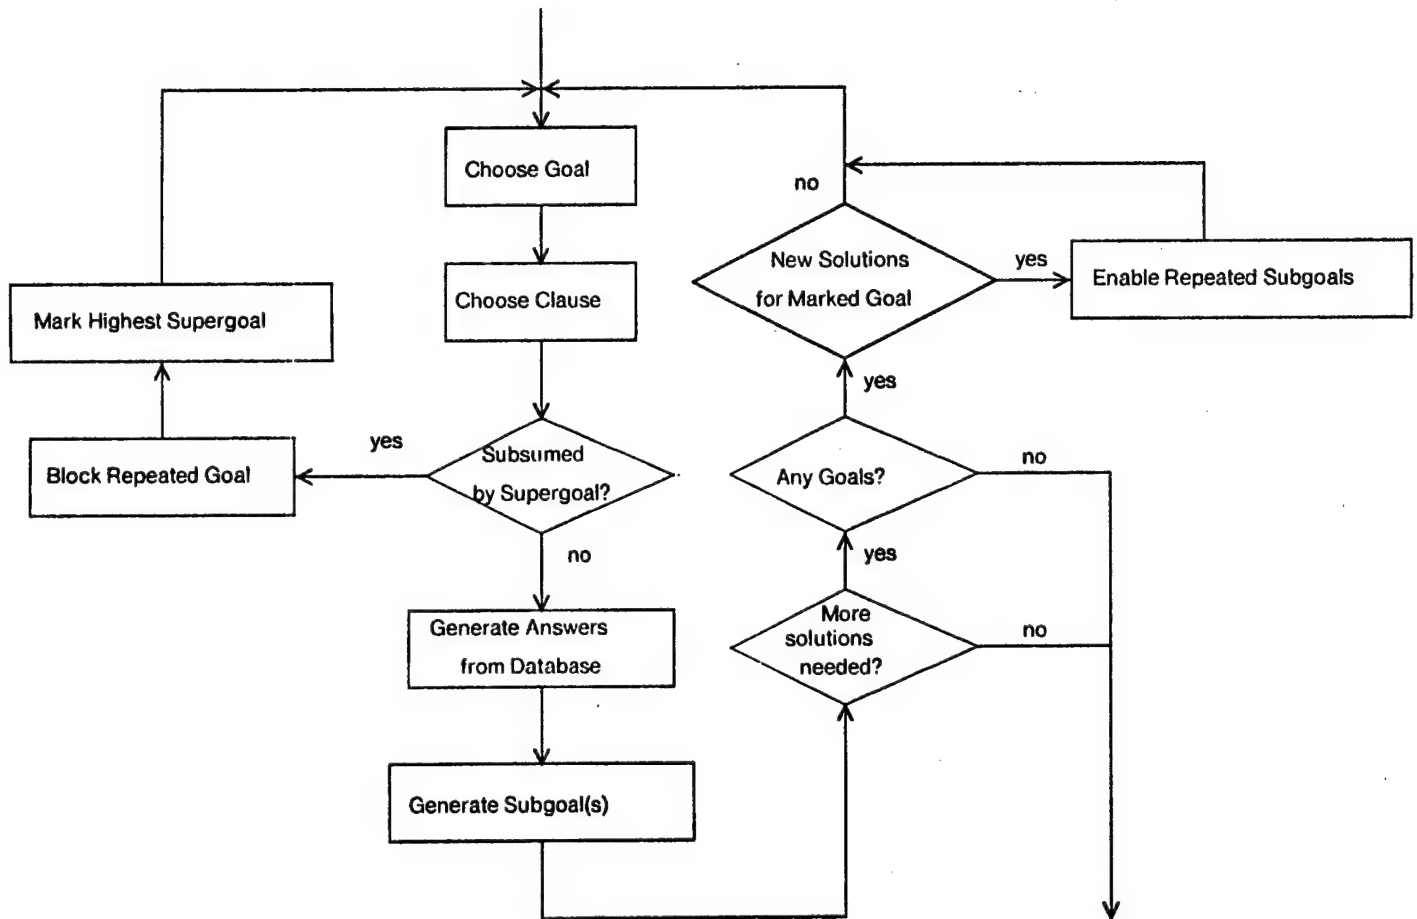 Choose Goal
no
New Solutions
for Marked Goal
yes
Enable Repeated Subgoals
Choose Clause
Mark Highest Supergoal
yes
yes
Subsumed
by Supergoal?
Block Repeated Goal
Any Goals?
no
no
yes
Generate Answers
from Database
More
solutions
needed?
no
Generate Subgoal(s)